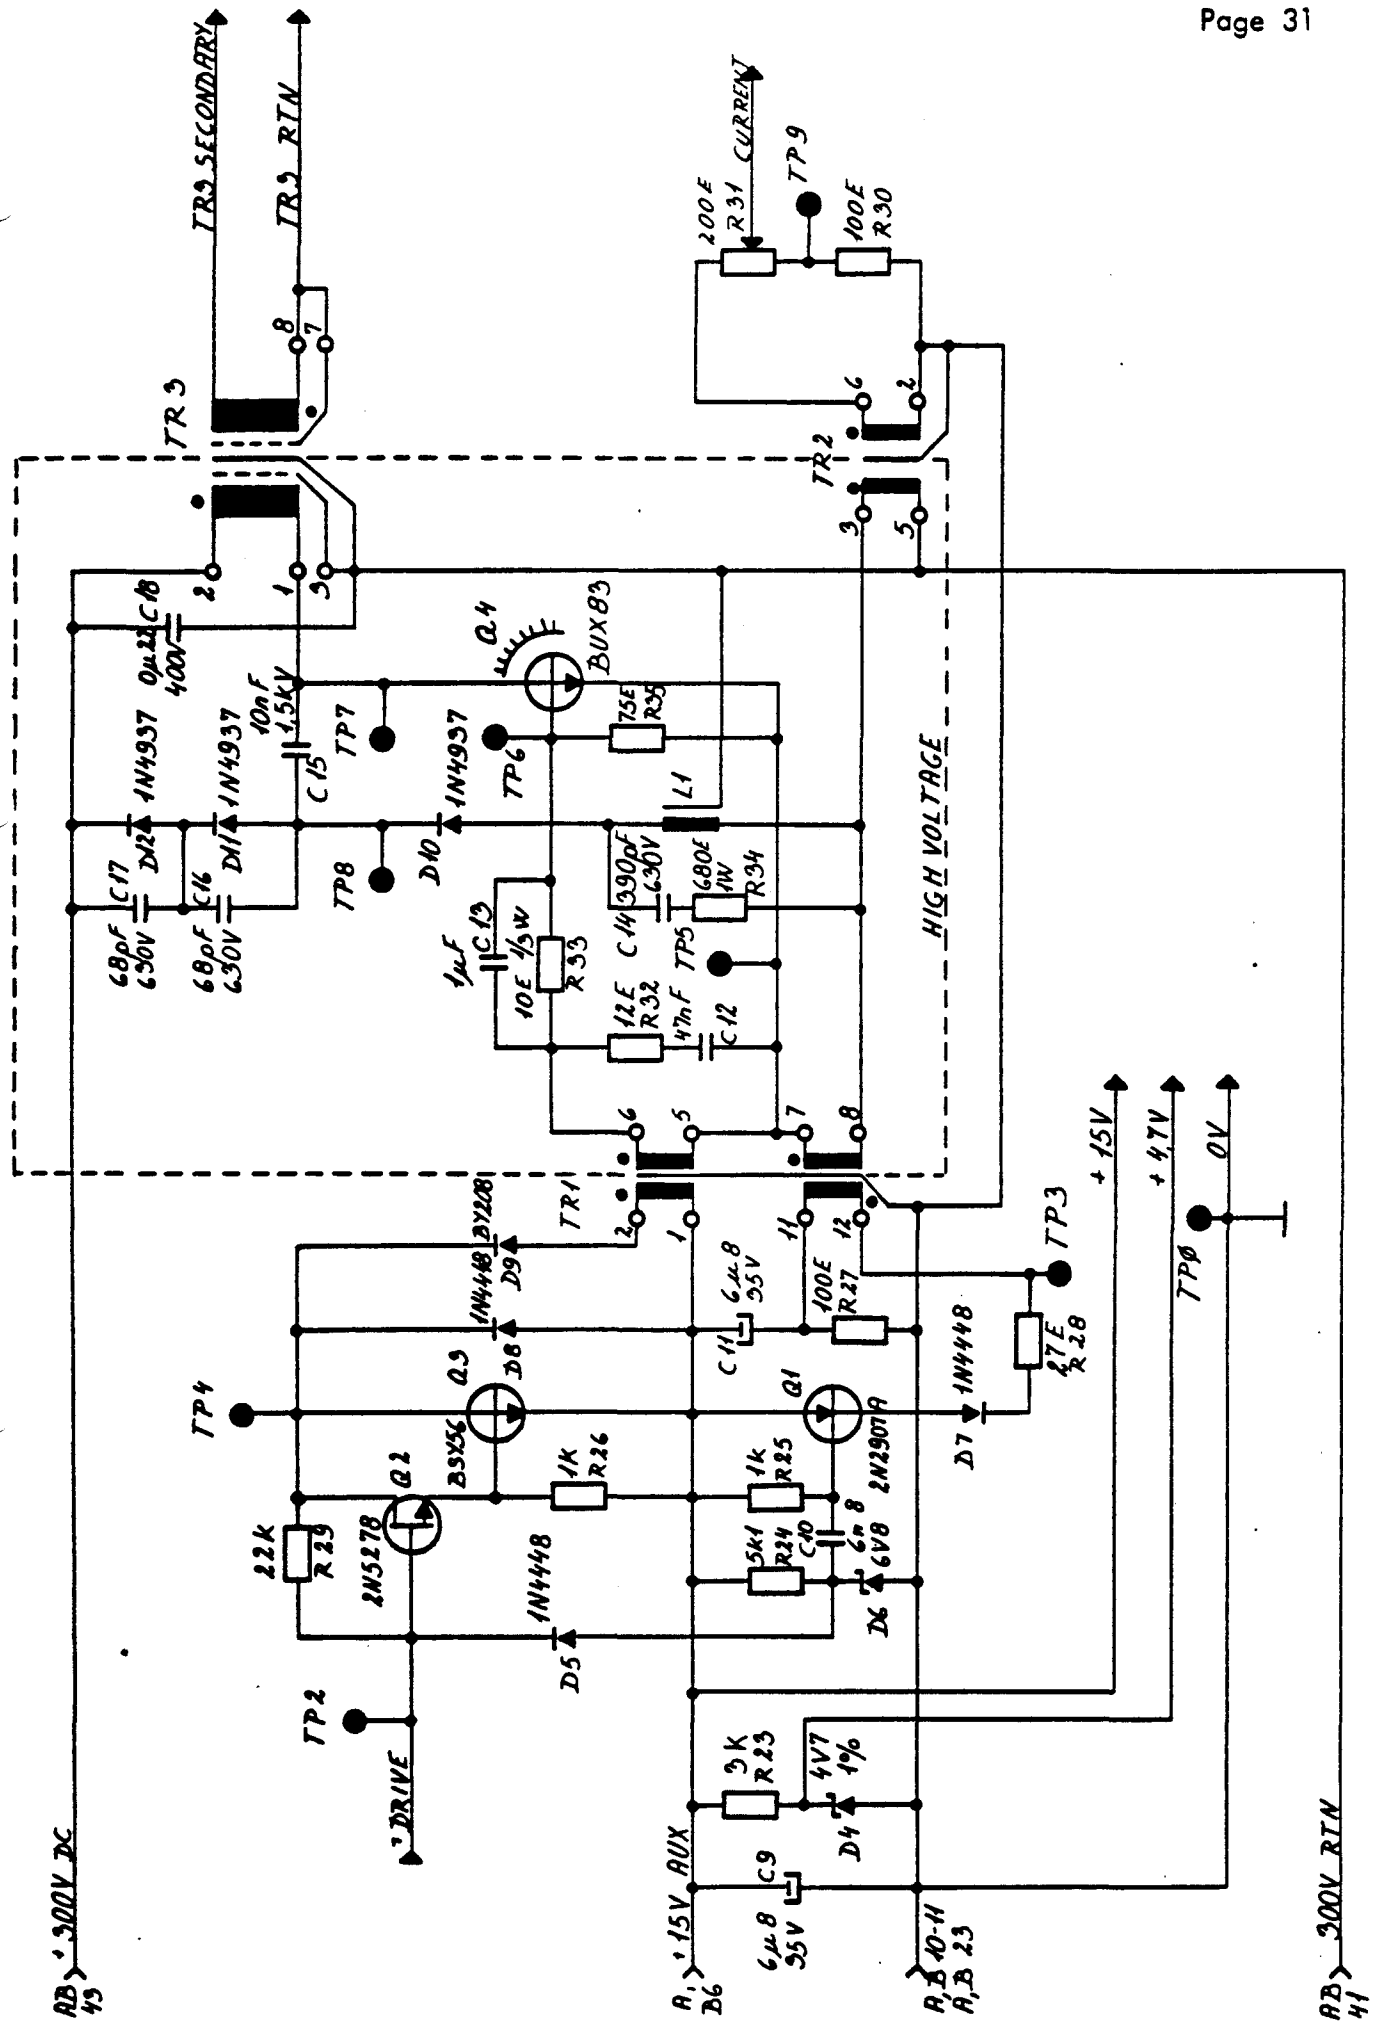 Page 31
TR3 SECONDARY
TR3 RTN
TR3
8
7
2
1
3
0µ22
400V
C18
10nF
1,5kV
C15
TP7
Q4
BUX83
TP6
75E
R35
1N4937
D12
1N4937
D11
C17
68pF
630V
C16
68pF
630V
TP8
1N4937
D10
L1
C14 390pF
630V
680E
1W
R34
1µF
C13
10E 1/3W
R33
12E
R32
47nF
C12
TP5
HIGH VOLTAGE
200E
R31
CURRENT
TP9
100E
R30
TR2
6
2
3
5
TR1
6
5
7
8
2
1
11
12
BY208
D9
1N4448
D8
TP4
Q3
BSX56
Q2
2N5278
22k
R29
1k
R26
1k
R25
5k1
R24
C10
6n8
6V8
D6
1N4448
D5
C11
6µ8
35V
100E
R27
Q1
2N2907A
1N4448
D7
27E
R28
TP3
TP2
+DRIVE
3k
R23
4V7
1%
D4
C9
6µ8
35V
+15V
+4,7V
0V
TPØ
AB
43
+300V DC
A,
B6
+15V AUX
A,B 10-11
A,B 23
AB
41
300V RTN